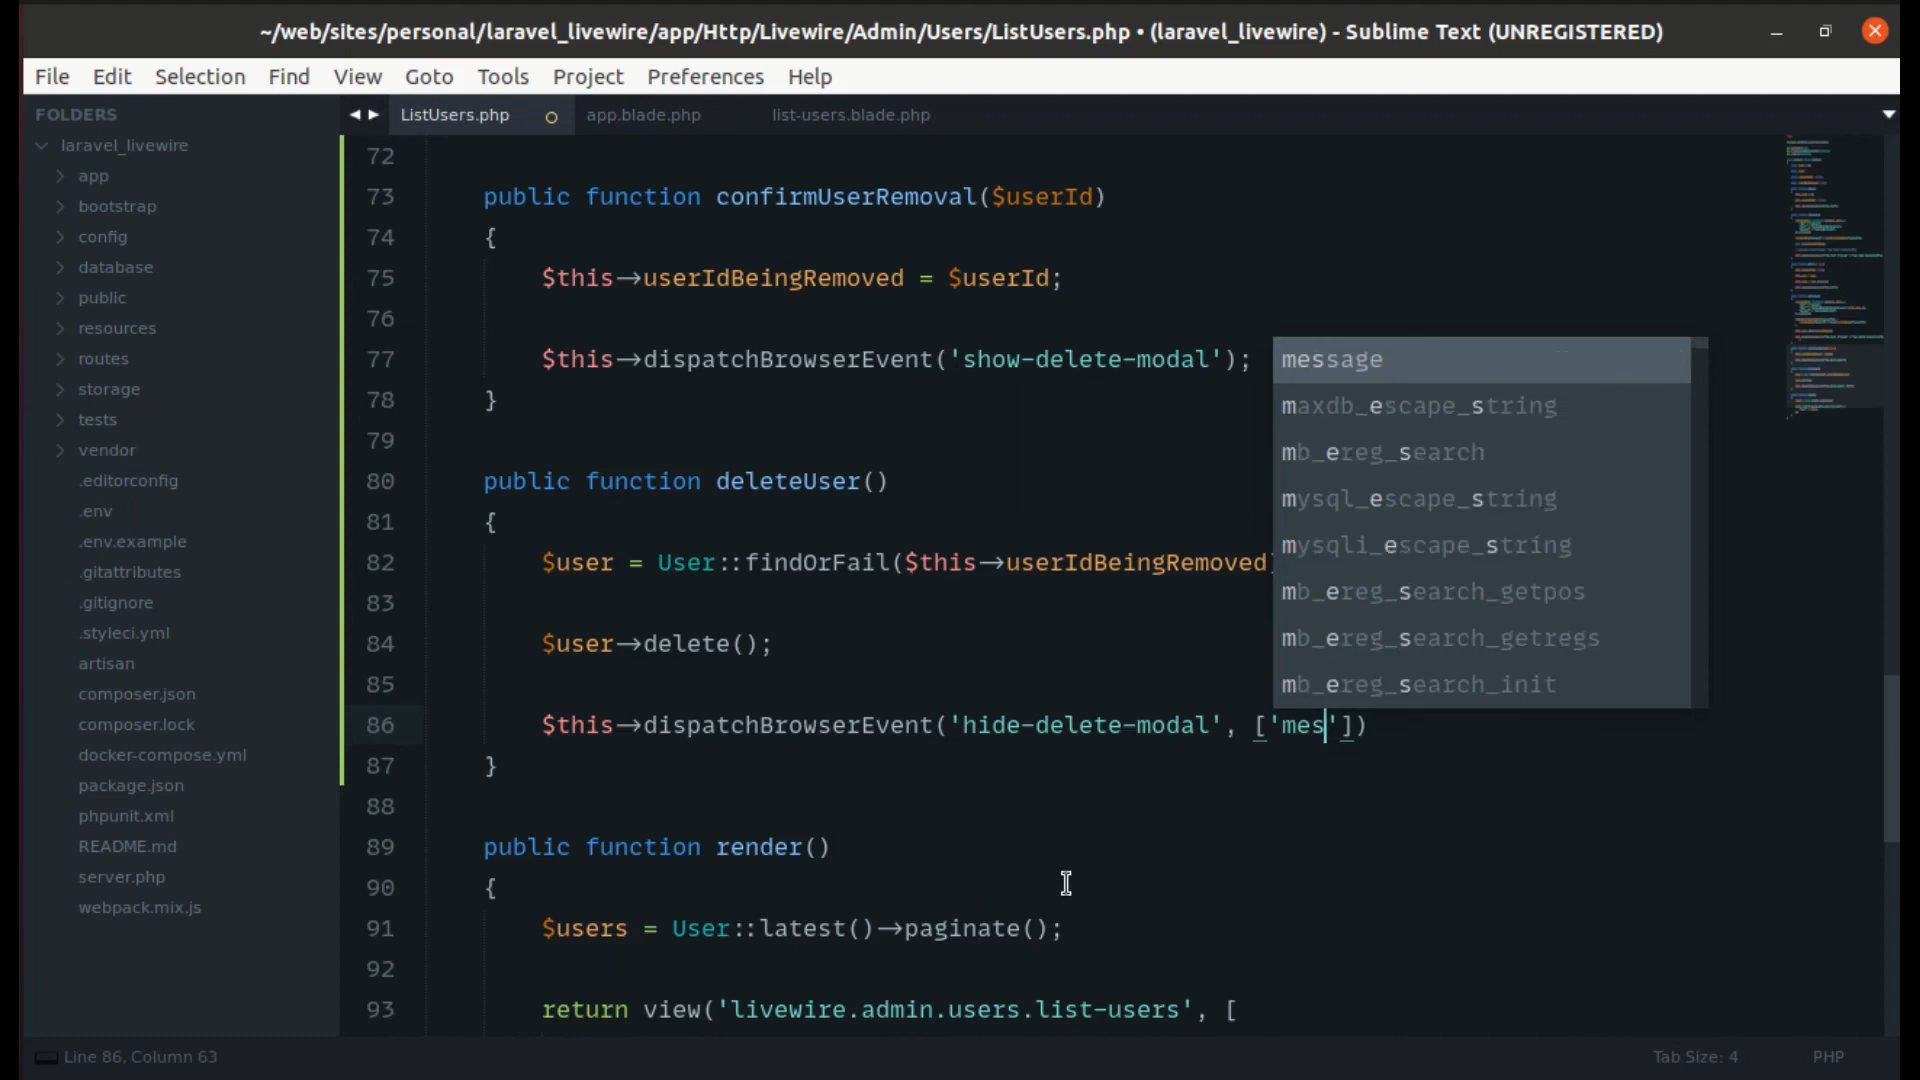 ~/web/sites/personal/laravel_livewire/app/Http/Livewire/Admin/Users/ListUsers.php • (laravel_livewire) - Sublime Text (UNREGISTERED)
File Edit Selection Find View Goto Tools Project Preferences Help
FOLDERS
laravel_livewire
app
bootstrap
config
database
public
resources
routes
storage
tests
vendor
.editorconfig
.env
.env.example
.gitattributes
.gitignore
.styleci.yml
artisan
composer.json
composer.lock
docker-compose.yml
package.json
phpunit.xml
README.md
server.php
webpack.mix.js
ListUsers.php app.blade.php list-users.blade.php
72
73 public function confirmUserRemoval($userId)
74 {
75 $this->userIdBeingRemoved = $userId;
76
77 $this->dispatchBrowserEvent('show-delete-modal');
78 }
79
80 public function deleteUser()
81 {
82 $user = User::findOrFail($this->userIdBeingRemoved)
83
84 $user->delete();
85
86 $this->dispatchBrowserEvent('hide-delete-modal', ['mes'])
87 }
88
89 public function render()
90 {
91 $users = User::latest()->paginate();
92
93 return view('livewire.admin.users.list-users', [
message
maxdb_escape_string
mb_ereg_search
mysql_escape_string
mysqli_escape_string
mb_ereg_search_getpos
mb_ereg_search_getregs
mb_ereg_search_init
Line 86, Column 63
Tab Size: 4 PHP